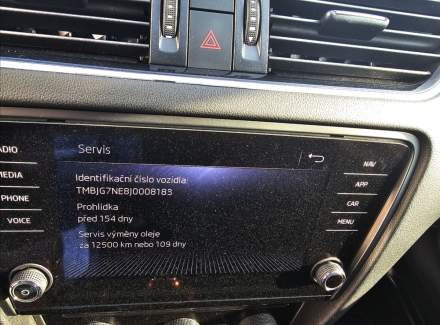 ADIO
MEDIA
PHONE
VOICE
Servis
Identifikační číslo vozidla:
TMBJG7NE8J0008183
Prohlídka
před 154 dny
Servis výměny oleje
za 12500 km nebo 109 dny
NAV
APP
CAR
MENU